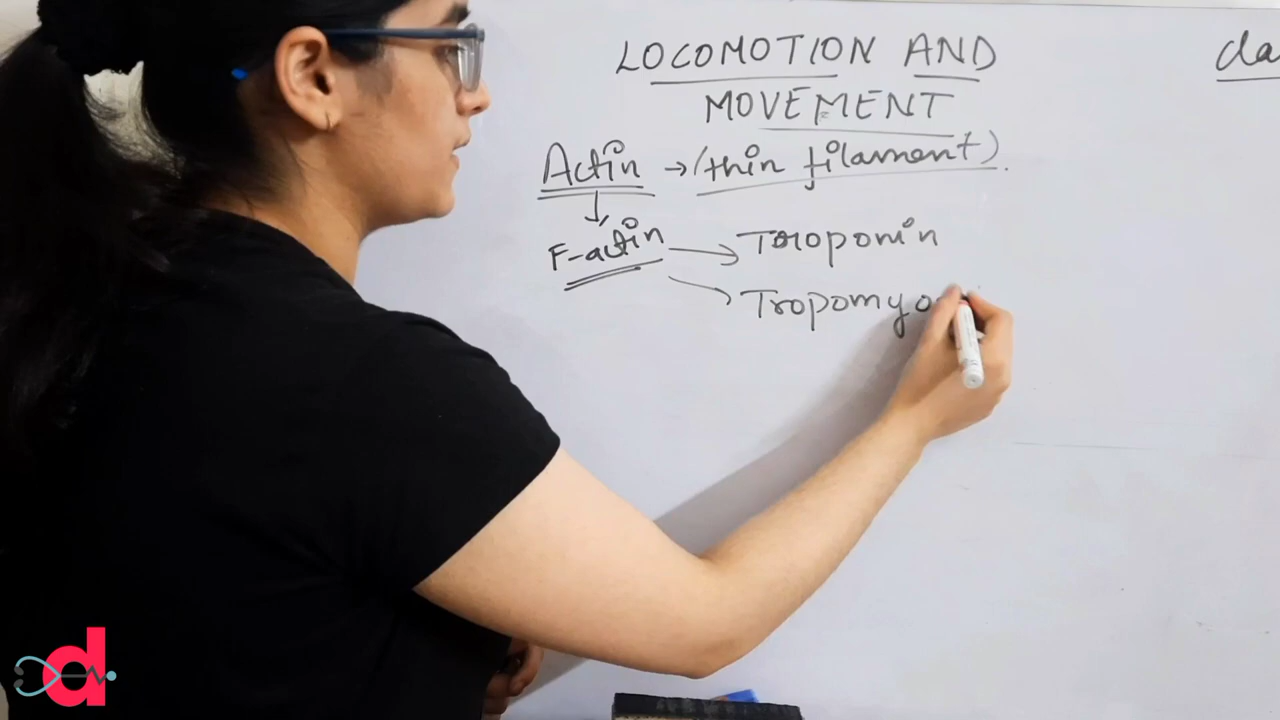 LOCOMOTION AND
MOVEMENT
Actin → (thin filament).
F-actin → Troponin
→ Tropomyo